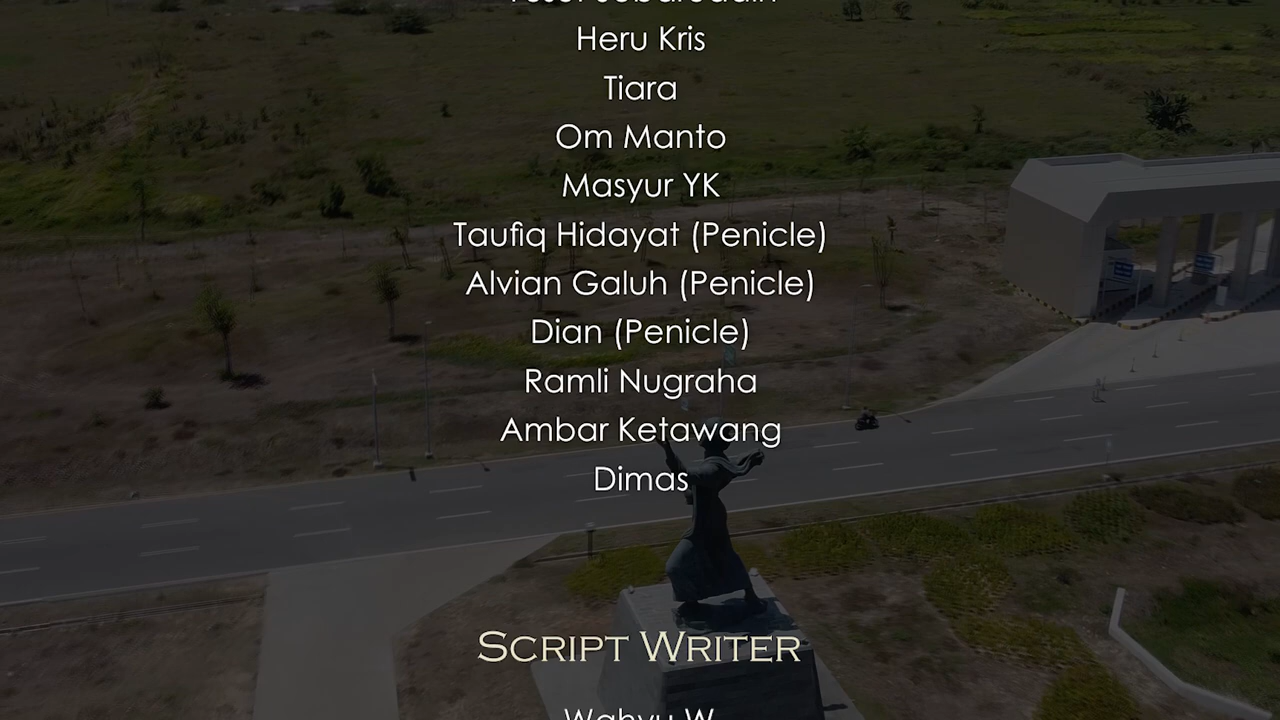 Heru Kris
Tiara
Om Manto
Masyur YK
Taufiq Hidayat (Penicle)
Alvian Galuh (Penicle)
Dian (Penicle)
Ramli Nugraha
Ambar Ketawang
Dimas
Script Writer
Wahyu W